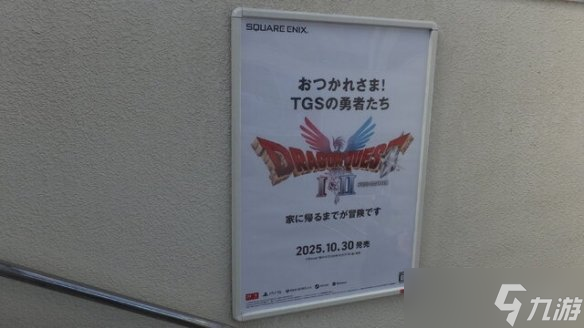 SQUARE ENIX
おつかれさま!
TGSの勇者たち
DRAGON QUEST
I&II
家に帰るまでが冒険です
2025.10.30 発売
九游